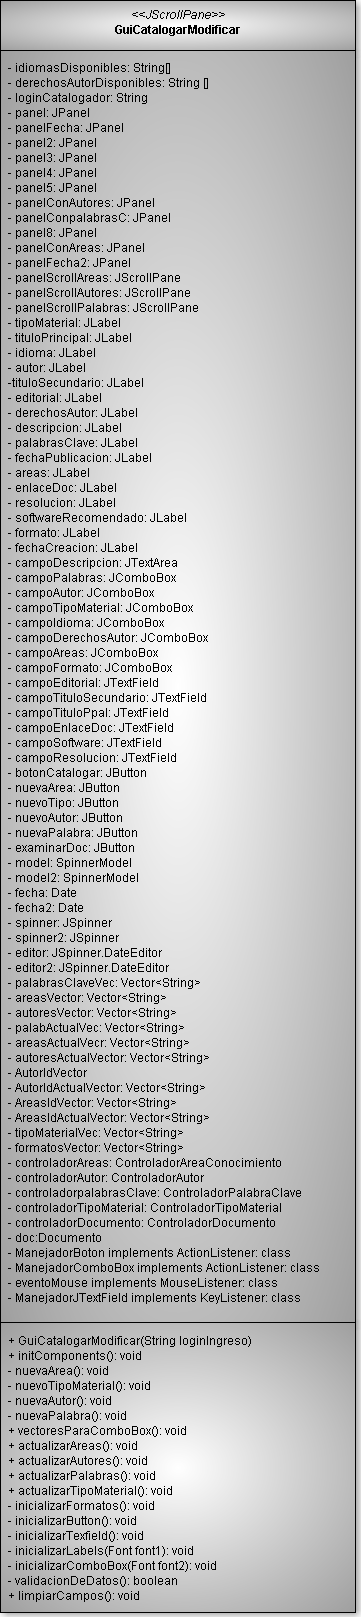 <<JScrollPane>>
GuiCatalogarModificar
- idiomasDisponibles: String[]
- derechosAutorDisponibles: String []
- loginCatalogador: String
- panel: JPanel
- panelFecha: JPanel
- panel2: JPanel
- panel3: JPanel
- panel4: JPanel
- panel5: JPanel
- panelConAutores: JPanel
- panelConpalabrasC: JPanel
- panel8: JPanel
- panelConAreas: JPanel
- panelFecha2: JPanel
- panelScrollAreas: JScrollPane
- panelScrollAutores: JScrollPane
- panelScrollPalabras: JScrollPane
- tipoMaterial: JLabel
- tituloPrincipal: JLabel
- idioma: JLabel
- autor: JLabel
-tituloSecundario: JLabel
- editorial: JLabel
- derechosAutor: JLabel
- descripcion: JLabel
- palabrasClave: JLabel
- fechaPublicacion: JLabel
- areas: JLabel
- enlaceDoc: JLabel
- resolucion: JLabel
- softwareRecomendado: JLabel
- formato: JLabel
- fechaCreacion: JLabel
- campoDescripcion: JTextArea
- campoPalabras: JComboBox
- campoAutor: JComboBox
- campoTipoMaterial: JComboBox
- campoIdioma: JComboBox
- campoDerechosAutor: JComboBox
- campoAreas: JComboBox
- campoFormato: JComboBox
- campoEditorial: JTextField
- campoTituloSecundario: JTextField
- campoTituloPpal: JTextField
- campoEnlaceDoc: JTextField
- campoSoftware: JTextField
- campoResolucion: JTextField
- botonCatalogar: JButton
- nuevaArea: JButton
- nuevoTipo: JButton
- nuevoAutor: JButton
- nuevaPalabra: JButton
- examinarDoc: JButton
- model: SpinnerModel
- model2: SpinnerModel
- fecha: Date
- fecha2: Date
- spinner: JSpinner
- spinner2: JSpinner
- editor: JSpinner.DateEditor
- editor2: JSpinner.DateEditor
- palabrasClaveVec: Vector<String>
- areasVector: Vector<String>
- autoresVector: Vector<String>
- palabActualVec: Vector<String>
- areasActualVecr: Vector<String>
- autoresActualVector: Vector<String>
- AutorIdVector
- AutorIdActualVector: Vector<String>
- AreasIdVector: Vector<String>
- AreasIdActualVector: Vector<String>
- tipoMaterialVec: Vector<String>
- formatosVector: Vector<String>
- controladorAreas: ControladorAreaConocimiento
- controladorAutor: ControladorAutor
- controladorpalabrasClave: ControladorPalabraClave
- controladorTipoMaterial: ControladorTipoMaterial
- controladorDocumento: ControladorDocumento
- doc:Documento
- ManejadorBoton implements ActionListener: class
- ManejadorComboBox implements ActionListener: class
- eventoMouse implements MouseListener: class
- ManejadorJTextField implements KeyListener: class
+ GuiCatalogarModificar(String loginIngreso)
+ initComponents(): void
- nuevaArea(): void
- nuevoTipoMaterial(): void
- nuevoAutor(): void
- nuevaPalabra(): void
+ vectoresParaComboBox(): void
+ actualizarAreas(): void
+ actualizarAutores(): void
+ actualizarPalabras(): void
+ actualizarTipoMaterial(): void
- inicializarFormatos(): void
- inicializarButton(): void
- inicializarTexfield(): void
- inicializarLabels(Font font1): void
- inicializarComboBox(Font font2): void
- validacionDeDatos(): boolean
+ limpiarCampos(): void